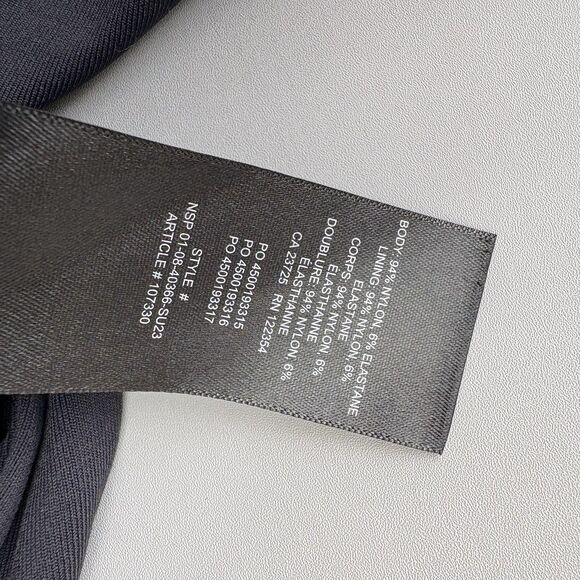 BODY: 94% NYLON, 6% ELASTANE
LINING: 94% NYLON, 6%
ELASTANE
CORPS: 94% NYLON, 6%
ÉLASTHANNE
DOUBLURE: 94% NYLON, 6%
ÉLASTHANNE
CA 23725 RN 122354
PO 4500193315
PO 4500193316
PO 4500193317
STYLE #
NSP 01-08-40366-SU23
ARTICLE # 107330